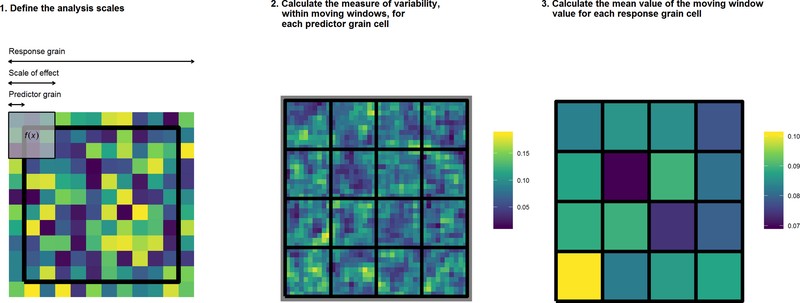 1. Define the analysis scales
Response grain
Scale of effect
Predictor grain
f(x)
2. Calculate the measure of variability,
within moving windows, for
each predictor grain cell
0.15
0.10
0.05
3. Calculate the mean value of the moving window
value for each response grain cell
0.10
0.09
0.08
0.07